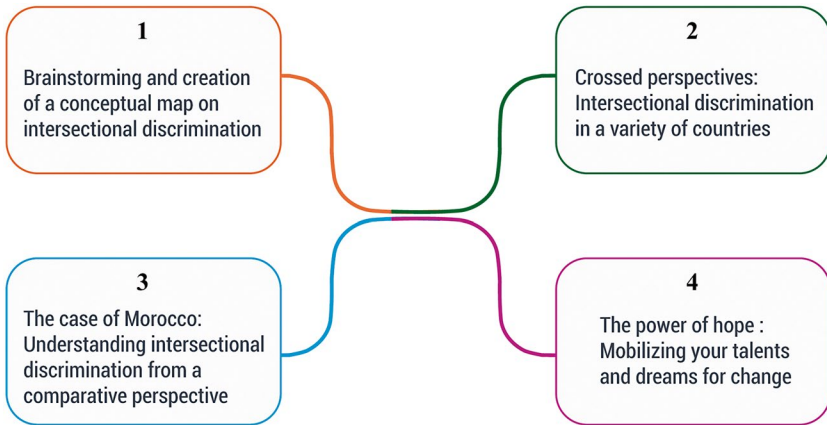 1
Brainstorming and creation
of a conceptual map on
intersectional discrimination
2
Crossed perspectives:
Intersectional discrimination
in a variety of countries
3
The case of Morocco:
Understanding intersectional
discrimination from a
comparative perspective
4
The power of hope :
Mobilizing your talents
and dreams for change